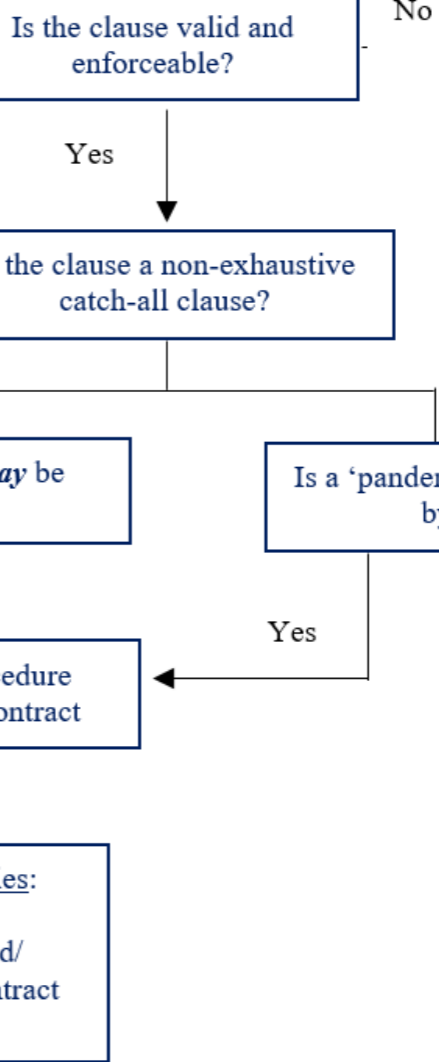 No
Is the clause valid and
enforceable?
Yes
the clause a non-exhaustive
catch-all clause?
ay be
Is a ‘pander
by
Yes
edure
ontract
es:
d/
tract